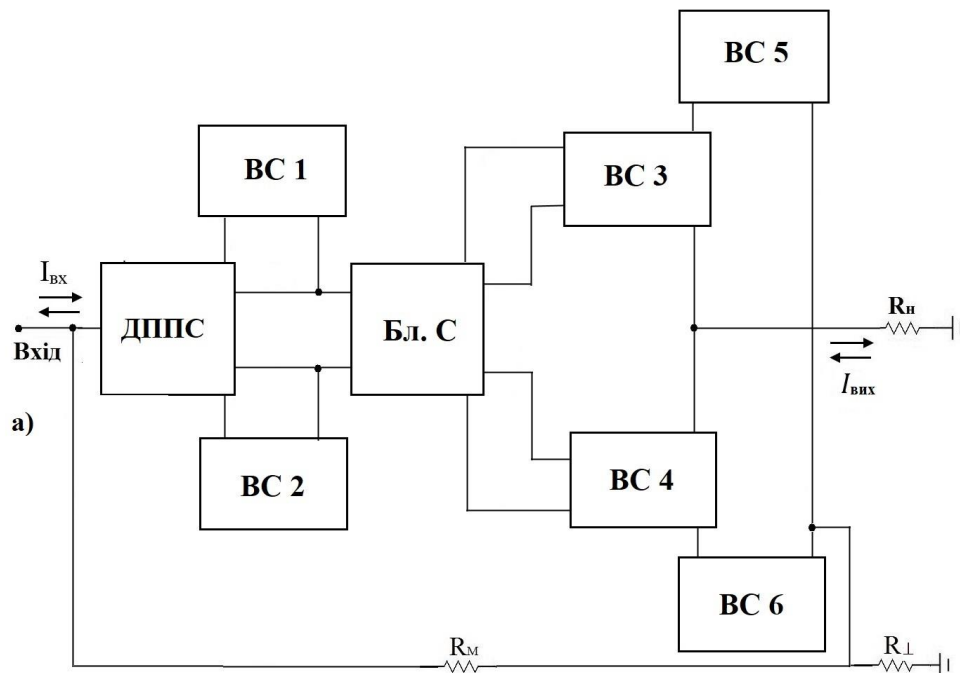 ВС 5
ВС 1
ВС 3
Iвх
ДППС
Бл. С
Rн
Вхід
Iвих
а)
ВС 2
ВС 4
ВС 6
Rм
R⊥